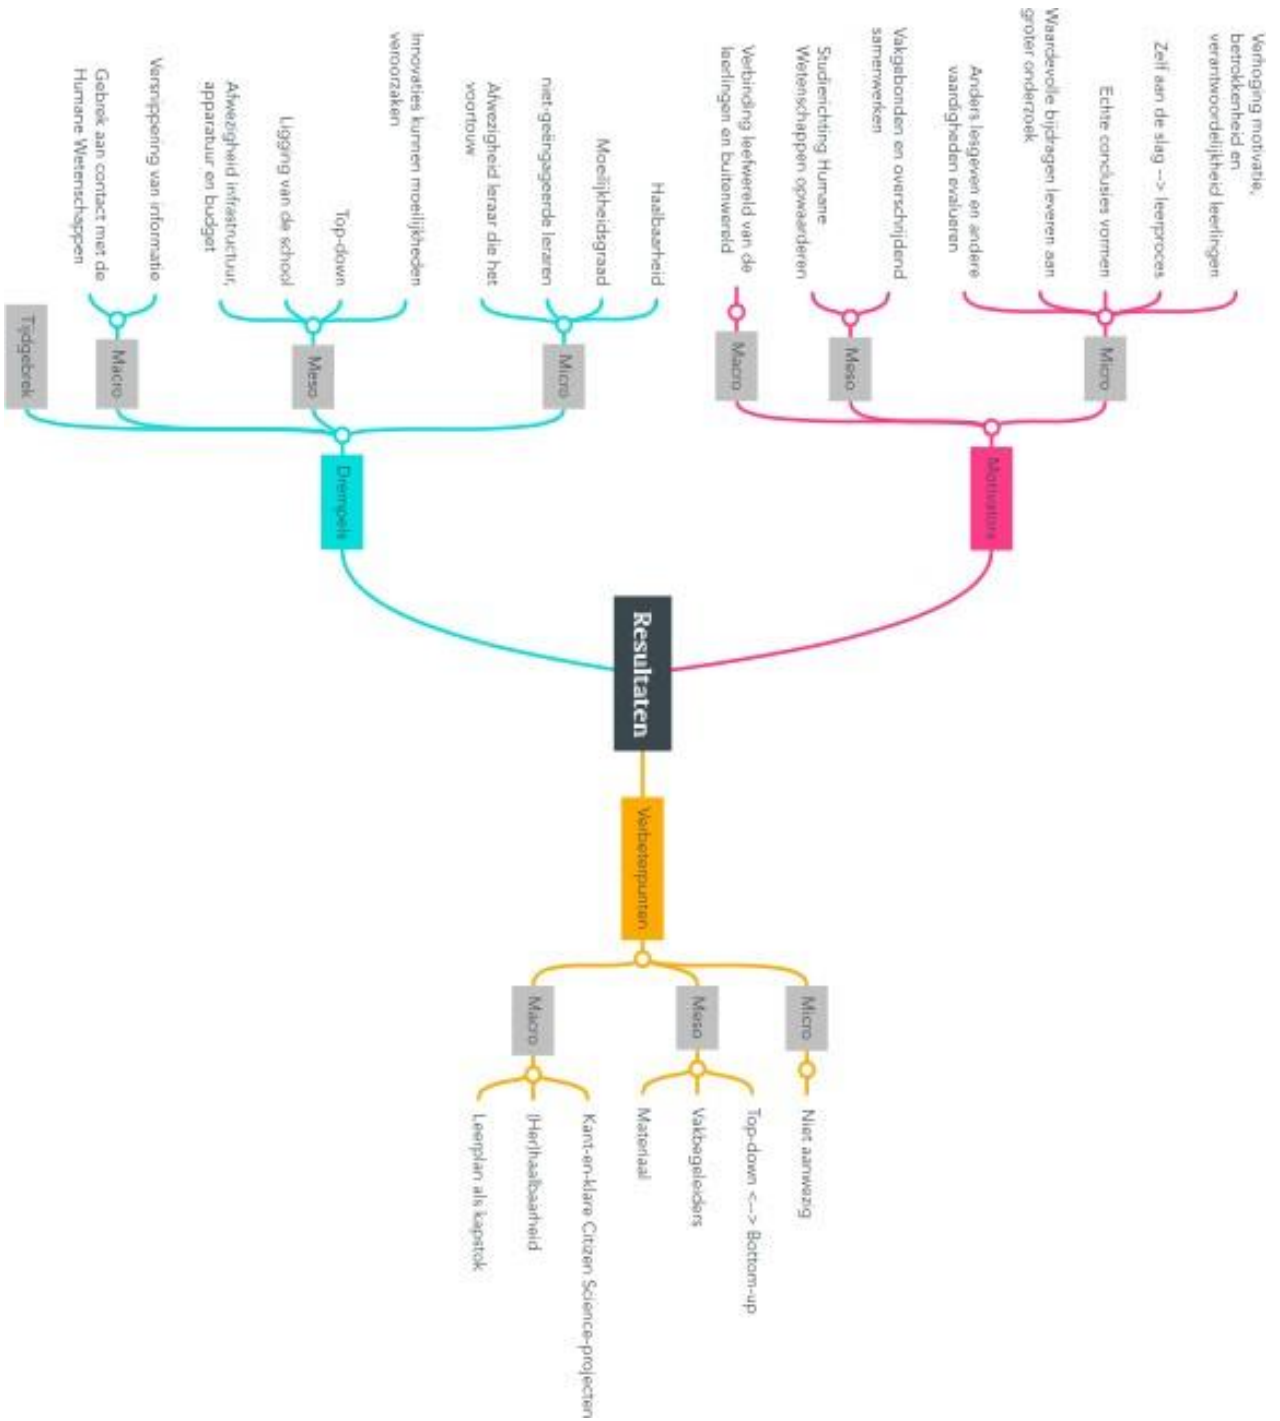 Verhoging motivatie,
betrokkenheid en
verantwoordelijkheid leerlingen
Zelf aan de slag --> leerproces
Echte conclusies vormen
Waardevolle bijdragen leveren aan
groter onderzoek
Anders lesgeven en andere
vaardigheden evalueren
Micro
Vakgebonden en overschrijdend
samenwerken
Studierichting Humane
Wetenschappen opwaarderen
Meso
Verbinding leefwereld van de
leerlingen en buitenwereld
Macro
Motivators
Haalbaarheid
Moeilijkheidsgraad
niet-geëngageerde leraren
Afwezigheid leraar die het
voortouw
Micro
Innovaties kunnen moeilijkheden
veroorzaken
Top-down
Ligging van de school
Afwezigheid infrastructuur,
apparatuur en budget
Meso
Versnippering van informatie
Gebrek aan contact met de
Humane Wetenschappen
Macro
Tijdgebrek
Drempels
Resultaten
Verbeterpunten
Micro
Niet aanwezig
Meso
Top-down <--> Bottom-up
Vakbegeleiders
Materiaal
Macro
Kant-en-klare Citizen Science-projecten
(Her)haalbaarheid
Leerplan als kapstok